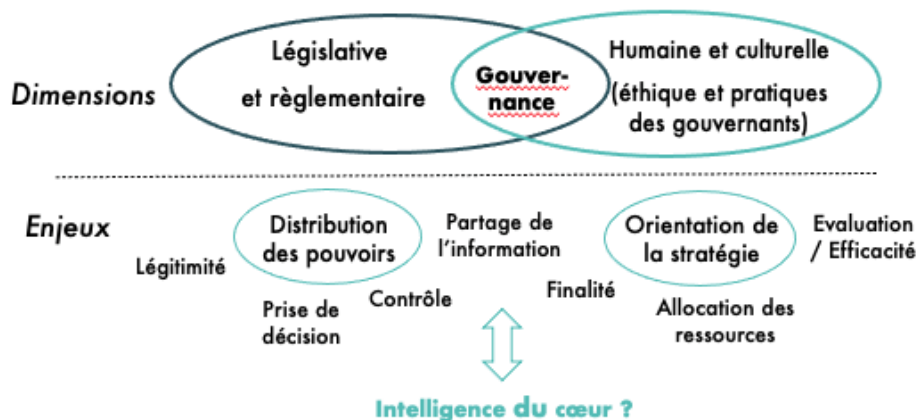 Législative
et règlementaire
Gouver-
nance
Humaine et culturelle
(éthique et pratiques
des gouvernants)
Dimensions
Enjeux
Distribution
des pouvoirs
Partage de
l'information
Orientation de
la stratégie
Evaluation
/ Efficacité
Légitimité
Prise de
décision
Contrôle
Finalité
Allocation des
ressources
Intelligence du cœur ?